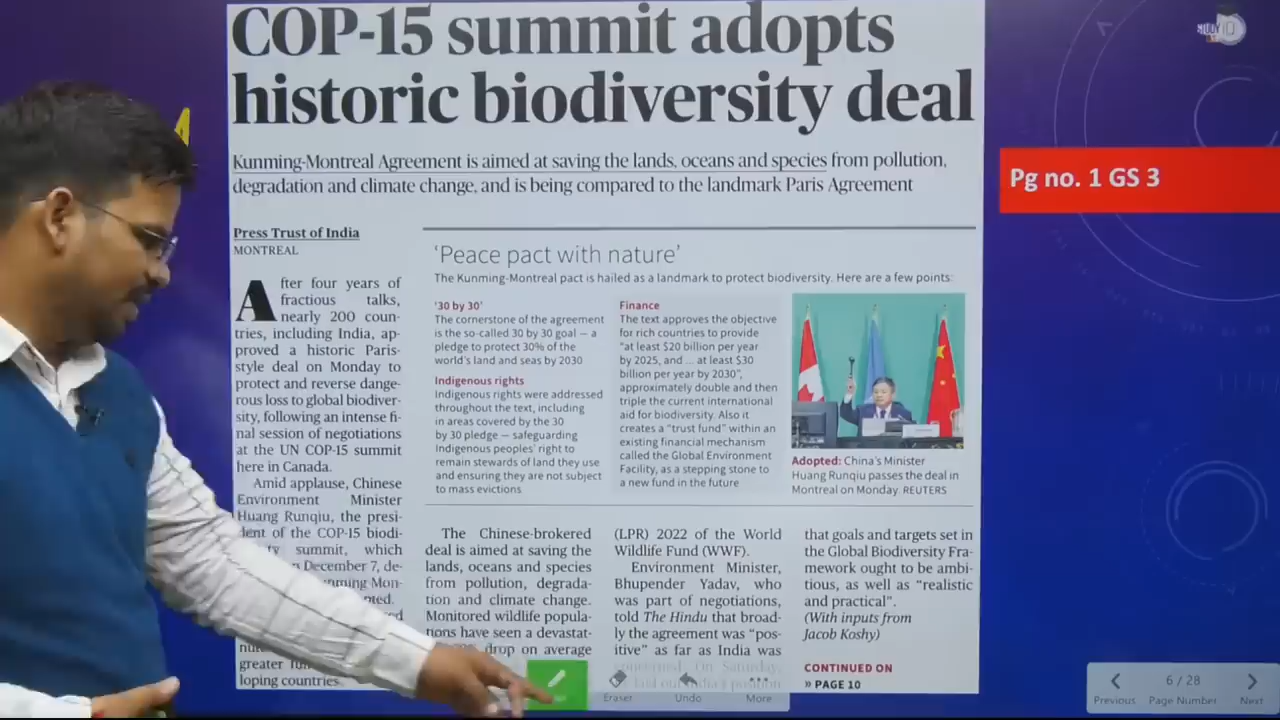 COP-15 summit adopts
historic biodiversity deal
Kunming-Montreal Agreement is aimed at saving the lands, oceans and species from pollution,
degradation and climate change, and is being compared to the landmark Paris Agreement
Pg no. 1 GS 3
Press Trust of India
MONTREAL
After four years of
fractious talks,
nearly 200 coun-
tries, including India, ap-
proved a historic Paris-
style deal on Monday to
protect and reverse dange-
rous loss to global biodiver-
sity, following an intense fi-
nal session of negotiations
at the UN COP-15 summit
here in Canada.
Amid applause, Chinese
Environment Minister
Huang Runqiu, the presi-
dent of the COP-15 biodi-
summit, which
December 7, de-
greater
loping countries.
‘Peace pact with nature’
The Kunming-Montreal pact is hailed as a landmark to protect biodiversity. Here are a few points:
'30 by 30'
The cornerstone of the agreement
is the so-called 30 by 30 goal — a
pledge to protect 30% of the
world's land and seas by 2030
Indigenous rights
Indigenous rights were addressed
throughout the text, including
in areas covered by the 30
by 30 pledge — safeguarding
Indigenous peoples' right to
remain stewards of land they use
and ensuring they are not subject
to mass evictions
Finance
The text approves the objective
for rich countries to provide
“at least $20 billion per year
by 2025, and ... at least $30
billion per year by 2030”,
approximately double and then
triple the current international
aid for biodiversity. Also it
creates a “trust fund” within an
existing financial mechanism
called the Global Environment
Facility, as a stepping stone to
a new fund in the future
Adopted: China's Minister
Huang Runqiu passes the deal in
Montreal on Monday. REUTERS
The Chinese-brokered
deal is aimed at saving the
lands, oceans and species
from pollution, degrada-
tion and climate change.
Monitored wildlife popula-
tions have seen a devastat-
drop on average
(LPR) 2022 of the World
Wildlife Fund (WWF).
Environment Minister,
Bhupender Yadav, who
was part of negotiations,
told The Hindu that broad-
ly the agreement was “pos-
itive” as far as India was
concerned. On Saturday,
laid out India's position
that goals and targets set in
the Global Biodiversity Fra-
mework ought to be ambi-
tious, as well as “realistic
and practical”.
(With inputs from
Jacob Koshy)
CONTINUED ON
» PAGE 10
Eraser
Undo
More
6 / 28
Previous
Page Number
Next